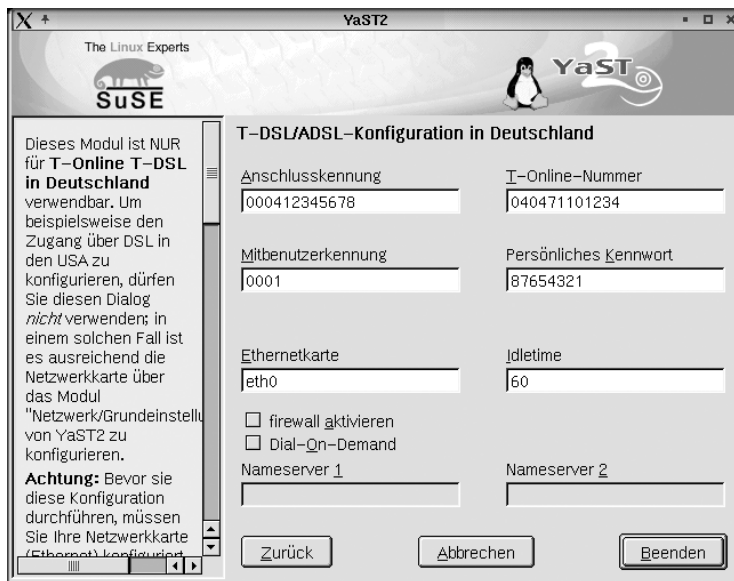 YaST2
The Linux Experts
SuSE
YaST
2
Dieses Modul ist NUR
für T-Online T-DSL
in Deutschland
verwendbar. Um
beispielsweise den
Zugang über DSL in
den USA zu
konfigurieren, dürfen
Sie diesen Dialog
nicht verwenden; in
einem solchen Fall ist
es ausreichend die
Netzwerkkarte über
das Modul
"Netzwerk/Grundeinstellu
von YaST2 zu
konfigurieren.
Achtung: Bevor sie
diese Konfiguration
durchführen, müssen
Sie Ihre Netzwerkkarte
(Ethernet) konfiguriert
T-DSL/ADSL-Konfiguration in Deutschland
Anschlusskennung
000412345678
T-Online-Nummer
040471101234
Mitbenutzerkennung
0001
Persönliches Kennwort
87654321
Ethernetkarte
eth0
Idletime
60
firewall aktivieren
Dial-On-Demand
Nameserver 1
Nameserver 2
Zurück
Abbrechen
Beenden